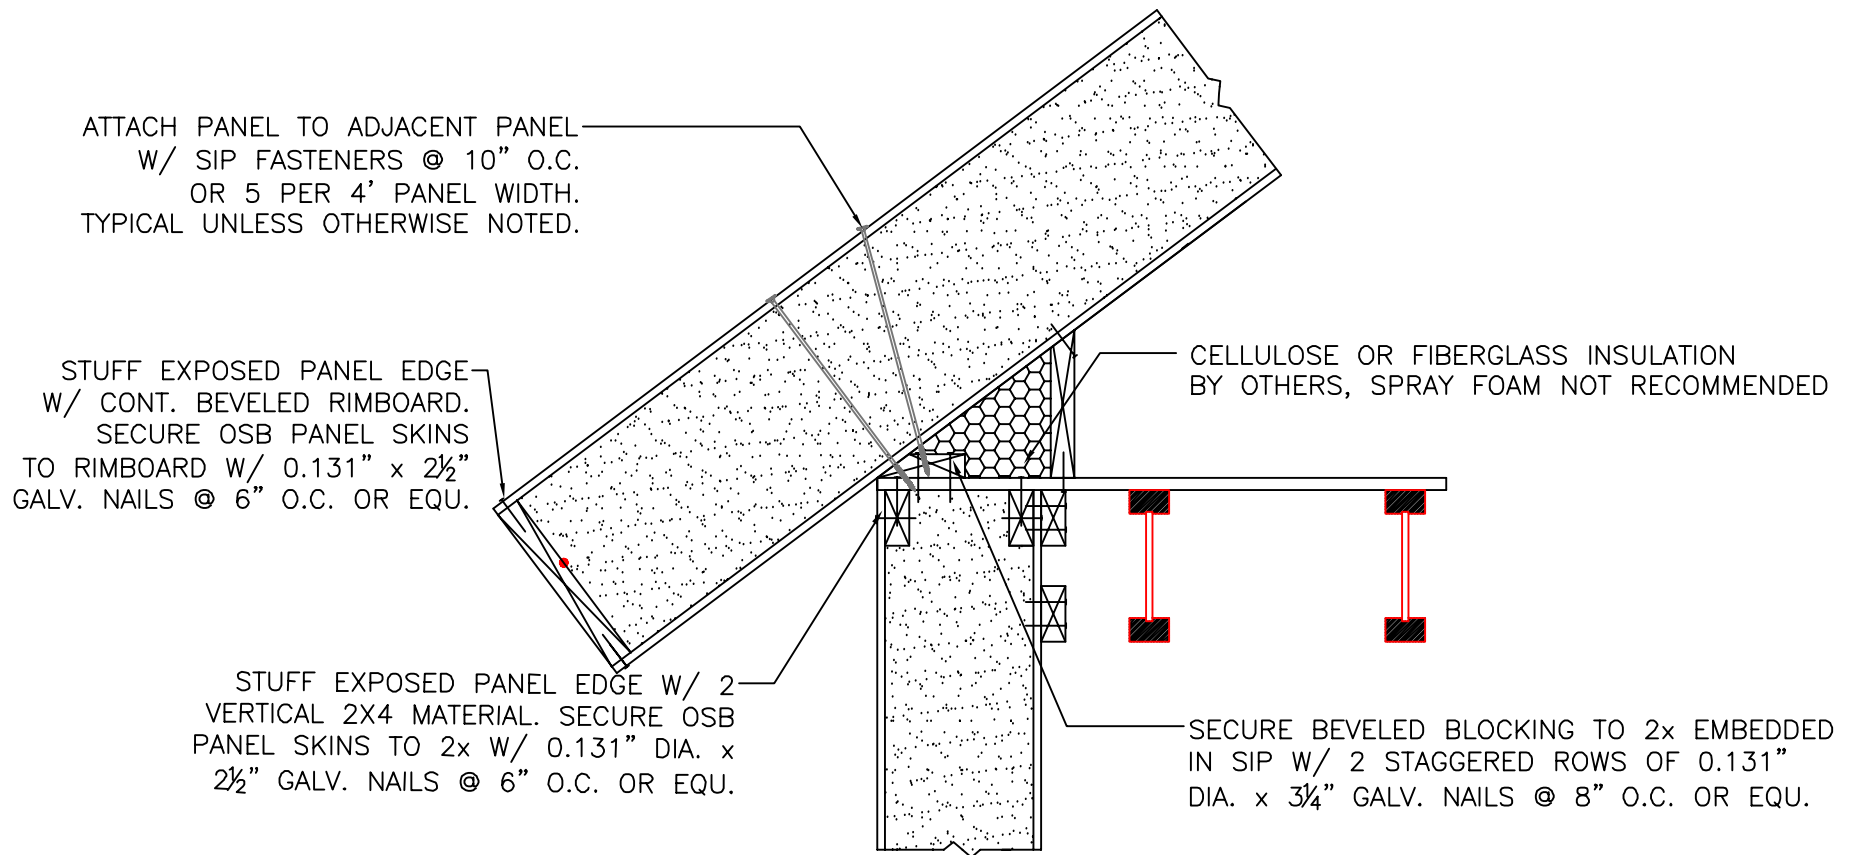 ATTACH PANEL TO ADJACENT PANEL
W/ SIP FASTENERS @ 10" O.C.
OR 5 PER 4' PANEL WIDTH.
TYPICAL UNLESS OTHERWISE NOTED.
STUFF EXPOSED PANEL EDGE
W/ CONT. BEVELED RIMBOARD.
SECURE OSB PANEL SKINS
TO RIMBOARD W/ 0.131" x 2½"
GALV. NAILS @ 6" O.C. OR EQU.
CELLULOSE OR FIBERGLASS INSULATION
BY OTHERS, SPRAY FOAM NOT RECOMMENDED
STUFF EXPOSED PANEL EDGE W/ 2
VERTICAL 2X4 MATERIAL. SECURE OSB
PANEL SKINS TO 2x W/ 0.131" DIA. x
2½" GALV. NAILS @ 6" O.C. OR EQU.
SECURE BEVELED BLOCKING TO 2x EMBEDDED
IN SIP W/ 2 STAGGERED ROWS OF 0.131"
DIA. x 3¼" GALV. NAILS @ 8" O.C. OR EQU.